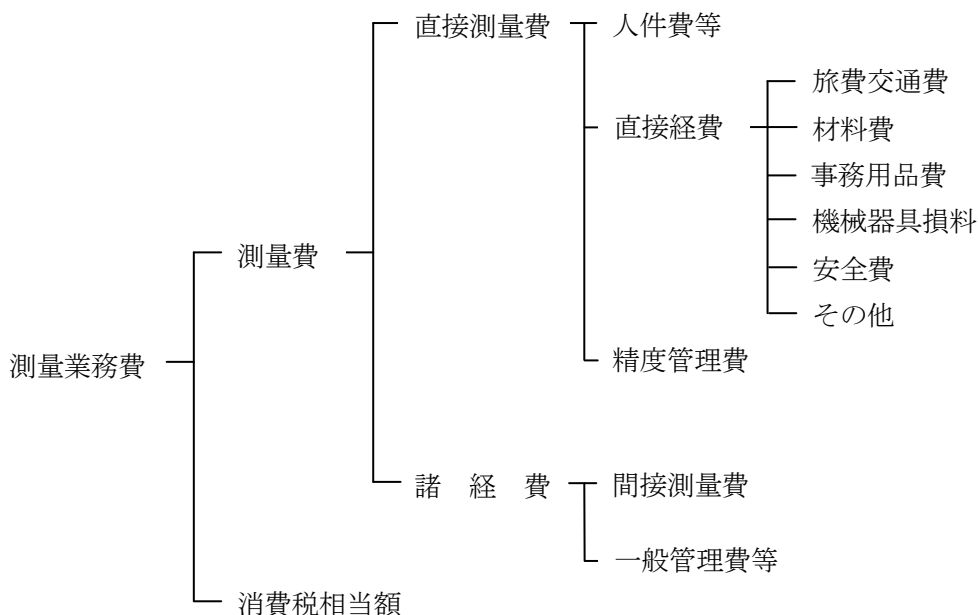 直接測量費
人件費等
旅費交通費
直接経費
材料費
事務用品費
機械器具損料
測量費
安全費
その他
測量業務費
精度管理費
諸 経 費
間接測量費
一般管理費等
消費税相当額